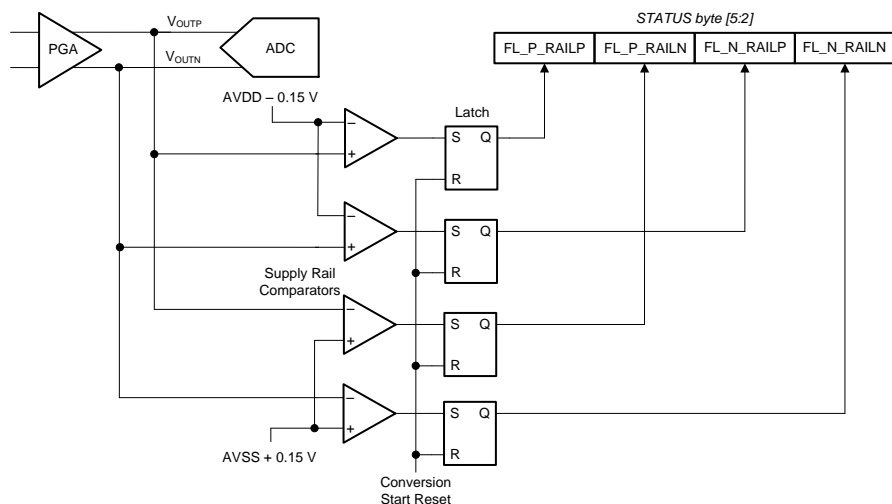 STATUS byte [5:2]
FL_P_RAILP FL_P_RAILN FL_N_RAILP FL_N_RAILN
PGA
VOUTP
VOUTN
ADC
AVDD – 0.15 V
Latch
–
+
S Q
R
–
+
S Q
R
Supply Rail
Comparators
–
+
S Q
R
–
+
S Q
R
AVSS + 0.15 V
Conversion
Start Reset